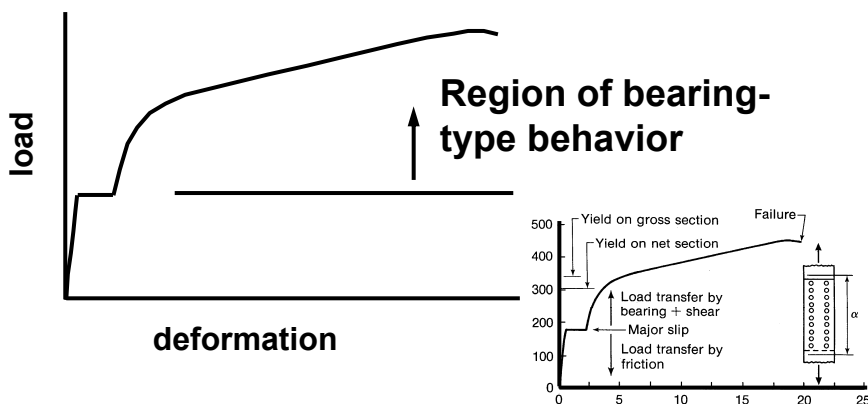 load
Region of bearing-
type behavior
deformation
500
400
300
200
100
0
Yield on gross section
Failure
Yield on net section
Load transfer by
bearing + shear
Major slip
Load transfer by
friction
α
0 5 10 15 20 25